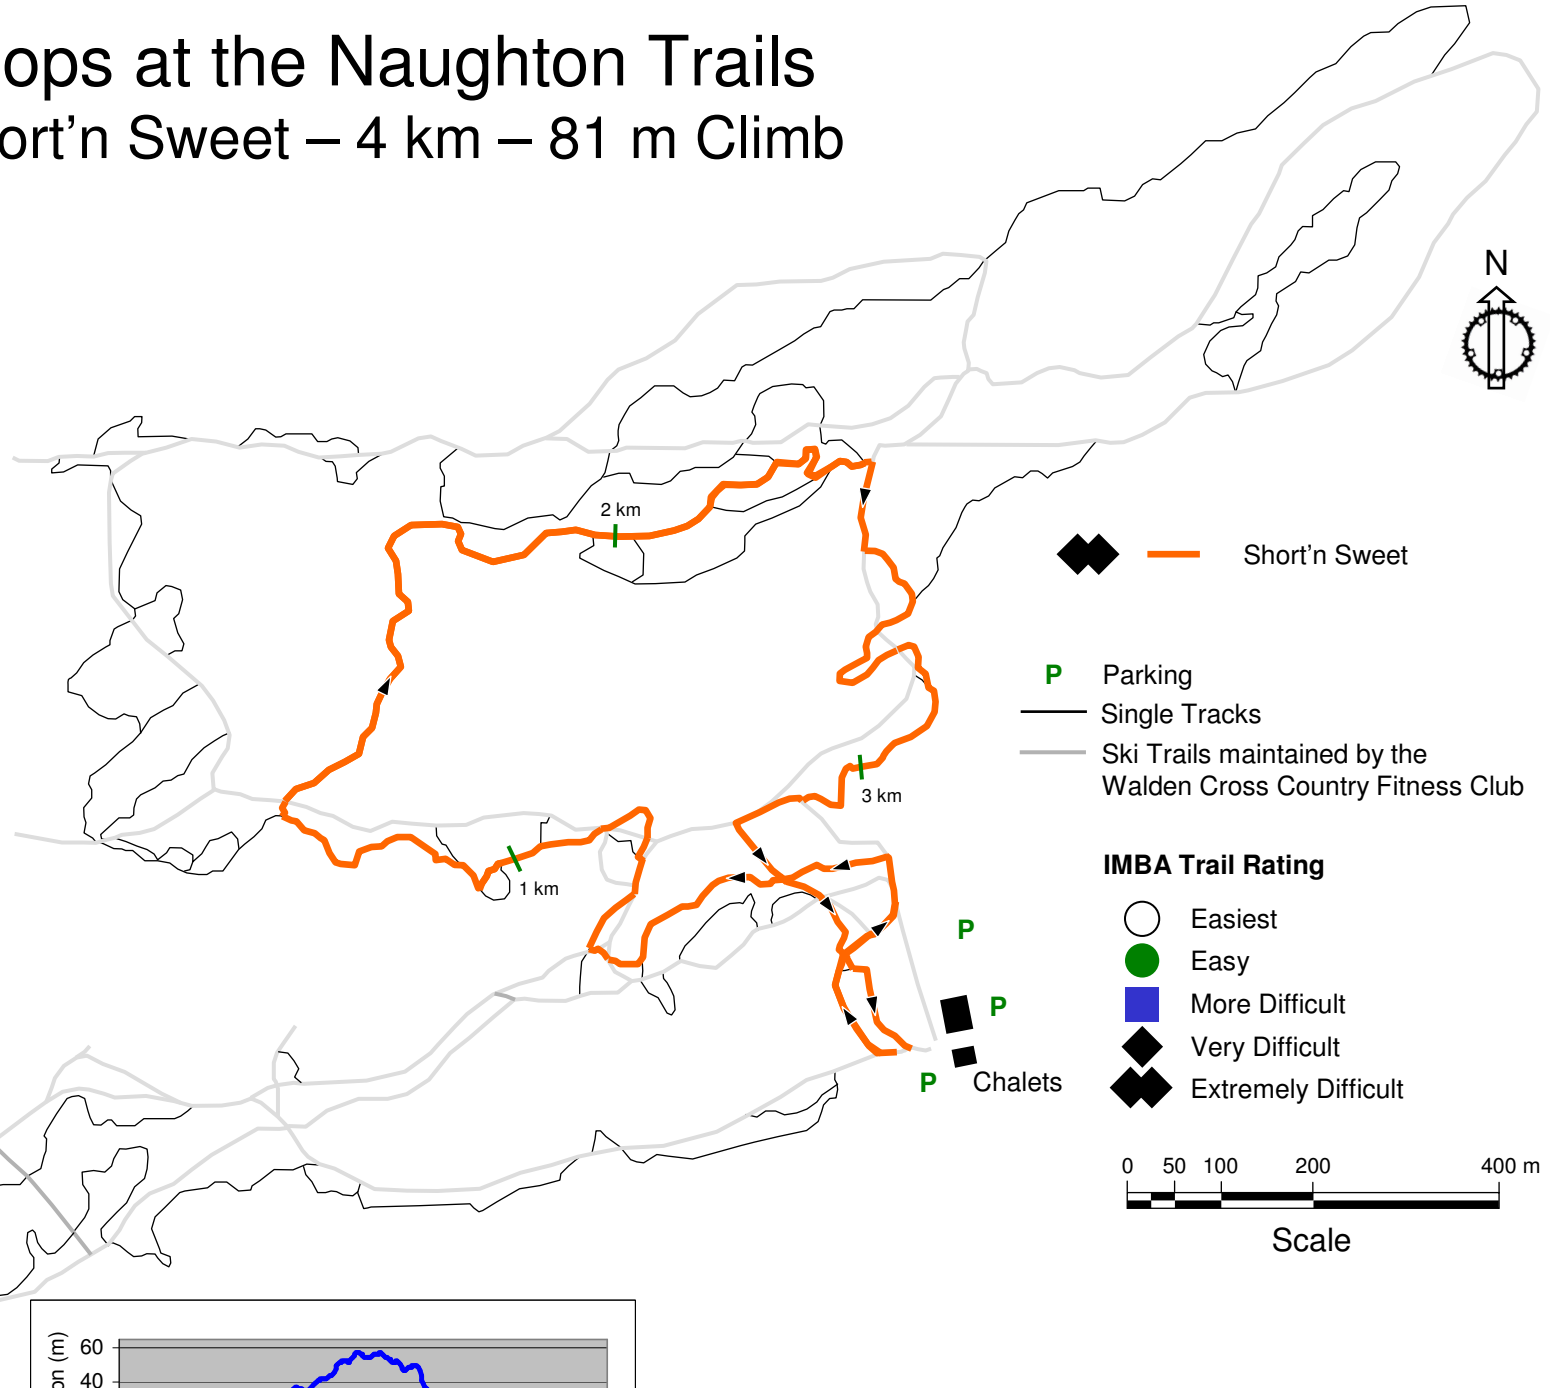 ops at the Naughton Trails
ort'n Sweet – 4 km – 81 m Climb
N
2 km
Short'n Sweet
P Parking
Single Tracks
Ski Trails maintained by the
Walden Cross Country Fitness Club
3 km
1 km
IMBA Trail Rating
Easiest
Easy
More Difficult
Very Difficult
Extremely Difficult
P
P
P
Chalets
0 50 100 200 400 m
Scale
on (m)
60
40